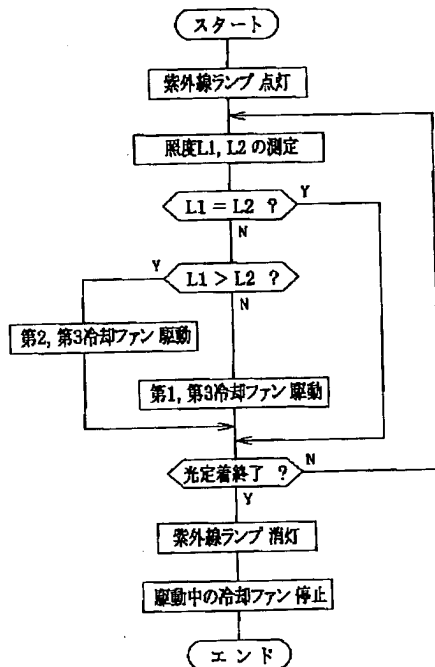 スタート
紫外線ランプ 点灯
照度L1, L2 の測定
L1 = L2 ?
Y
N
L1 > L2 ?
Y
N
第2, 第3冷却ファン 駆動
第1, 第3冷却ファン 駆動
光定着終了 ?
N
Y
紫外線ランプ 消灯
駆動中の冷却ファン 停止
エンド